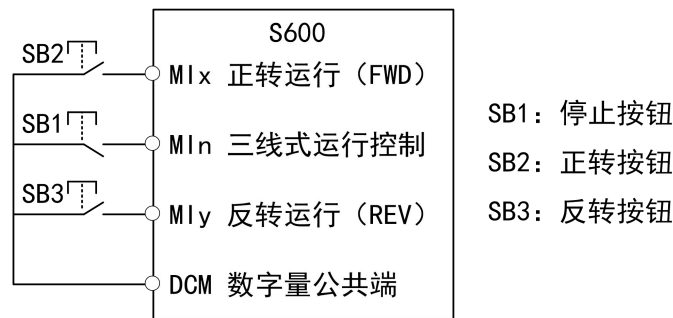 S600
SB2
MIx 正转运行（FWD）
SB1
MIn 三线式运行控制
SB3
MIy 反转运行（REV）
DCM 数字量公共端
SB1：停止按钮
SB2：正转按钮
SB3：反转按钮